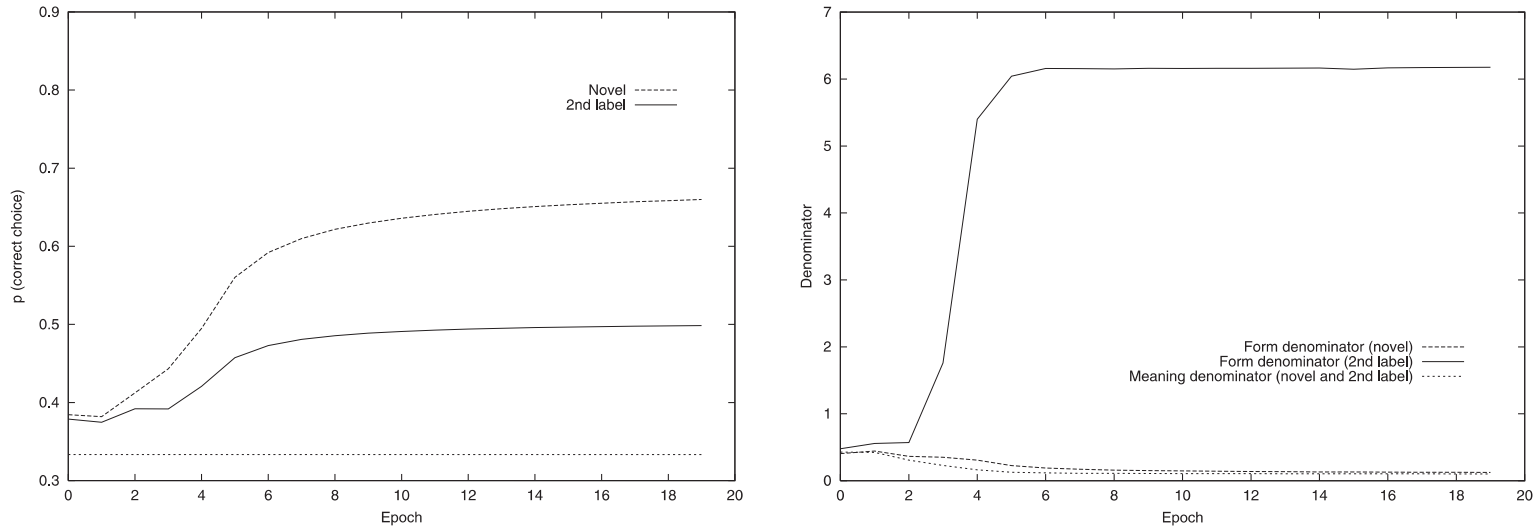 0.9
0.8
0.7
0.6
0.5
0.4
0.3
p (correct choice)
Novel
2nd label
0 2 4 6 8 10 12 14 16 18 20
Epoch
7
6
5
4
3
2
1
0
Denominator
Form denominator (novel)
Form denominator (2nd label)
Meaning denominator (novel and 2nd label)
0 2 4 6 8 10 12 14 16 18 20
Epoch